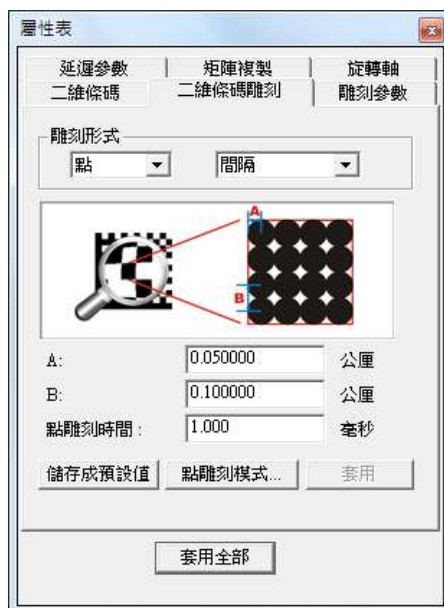 屬性表
延遲參數 矩陣複製 旋轉軸
二維條碼 二維條碼雕刻 雕刻參數
雕刻形式
點 間隔
A
B
A: 0.050000 公厘
B: 0.100000 公厘
點雕刻時間 : 1.000 毫秒
儲存成預設值 點雕刻模式... 套用
套用全部